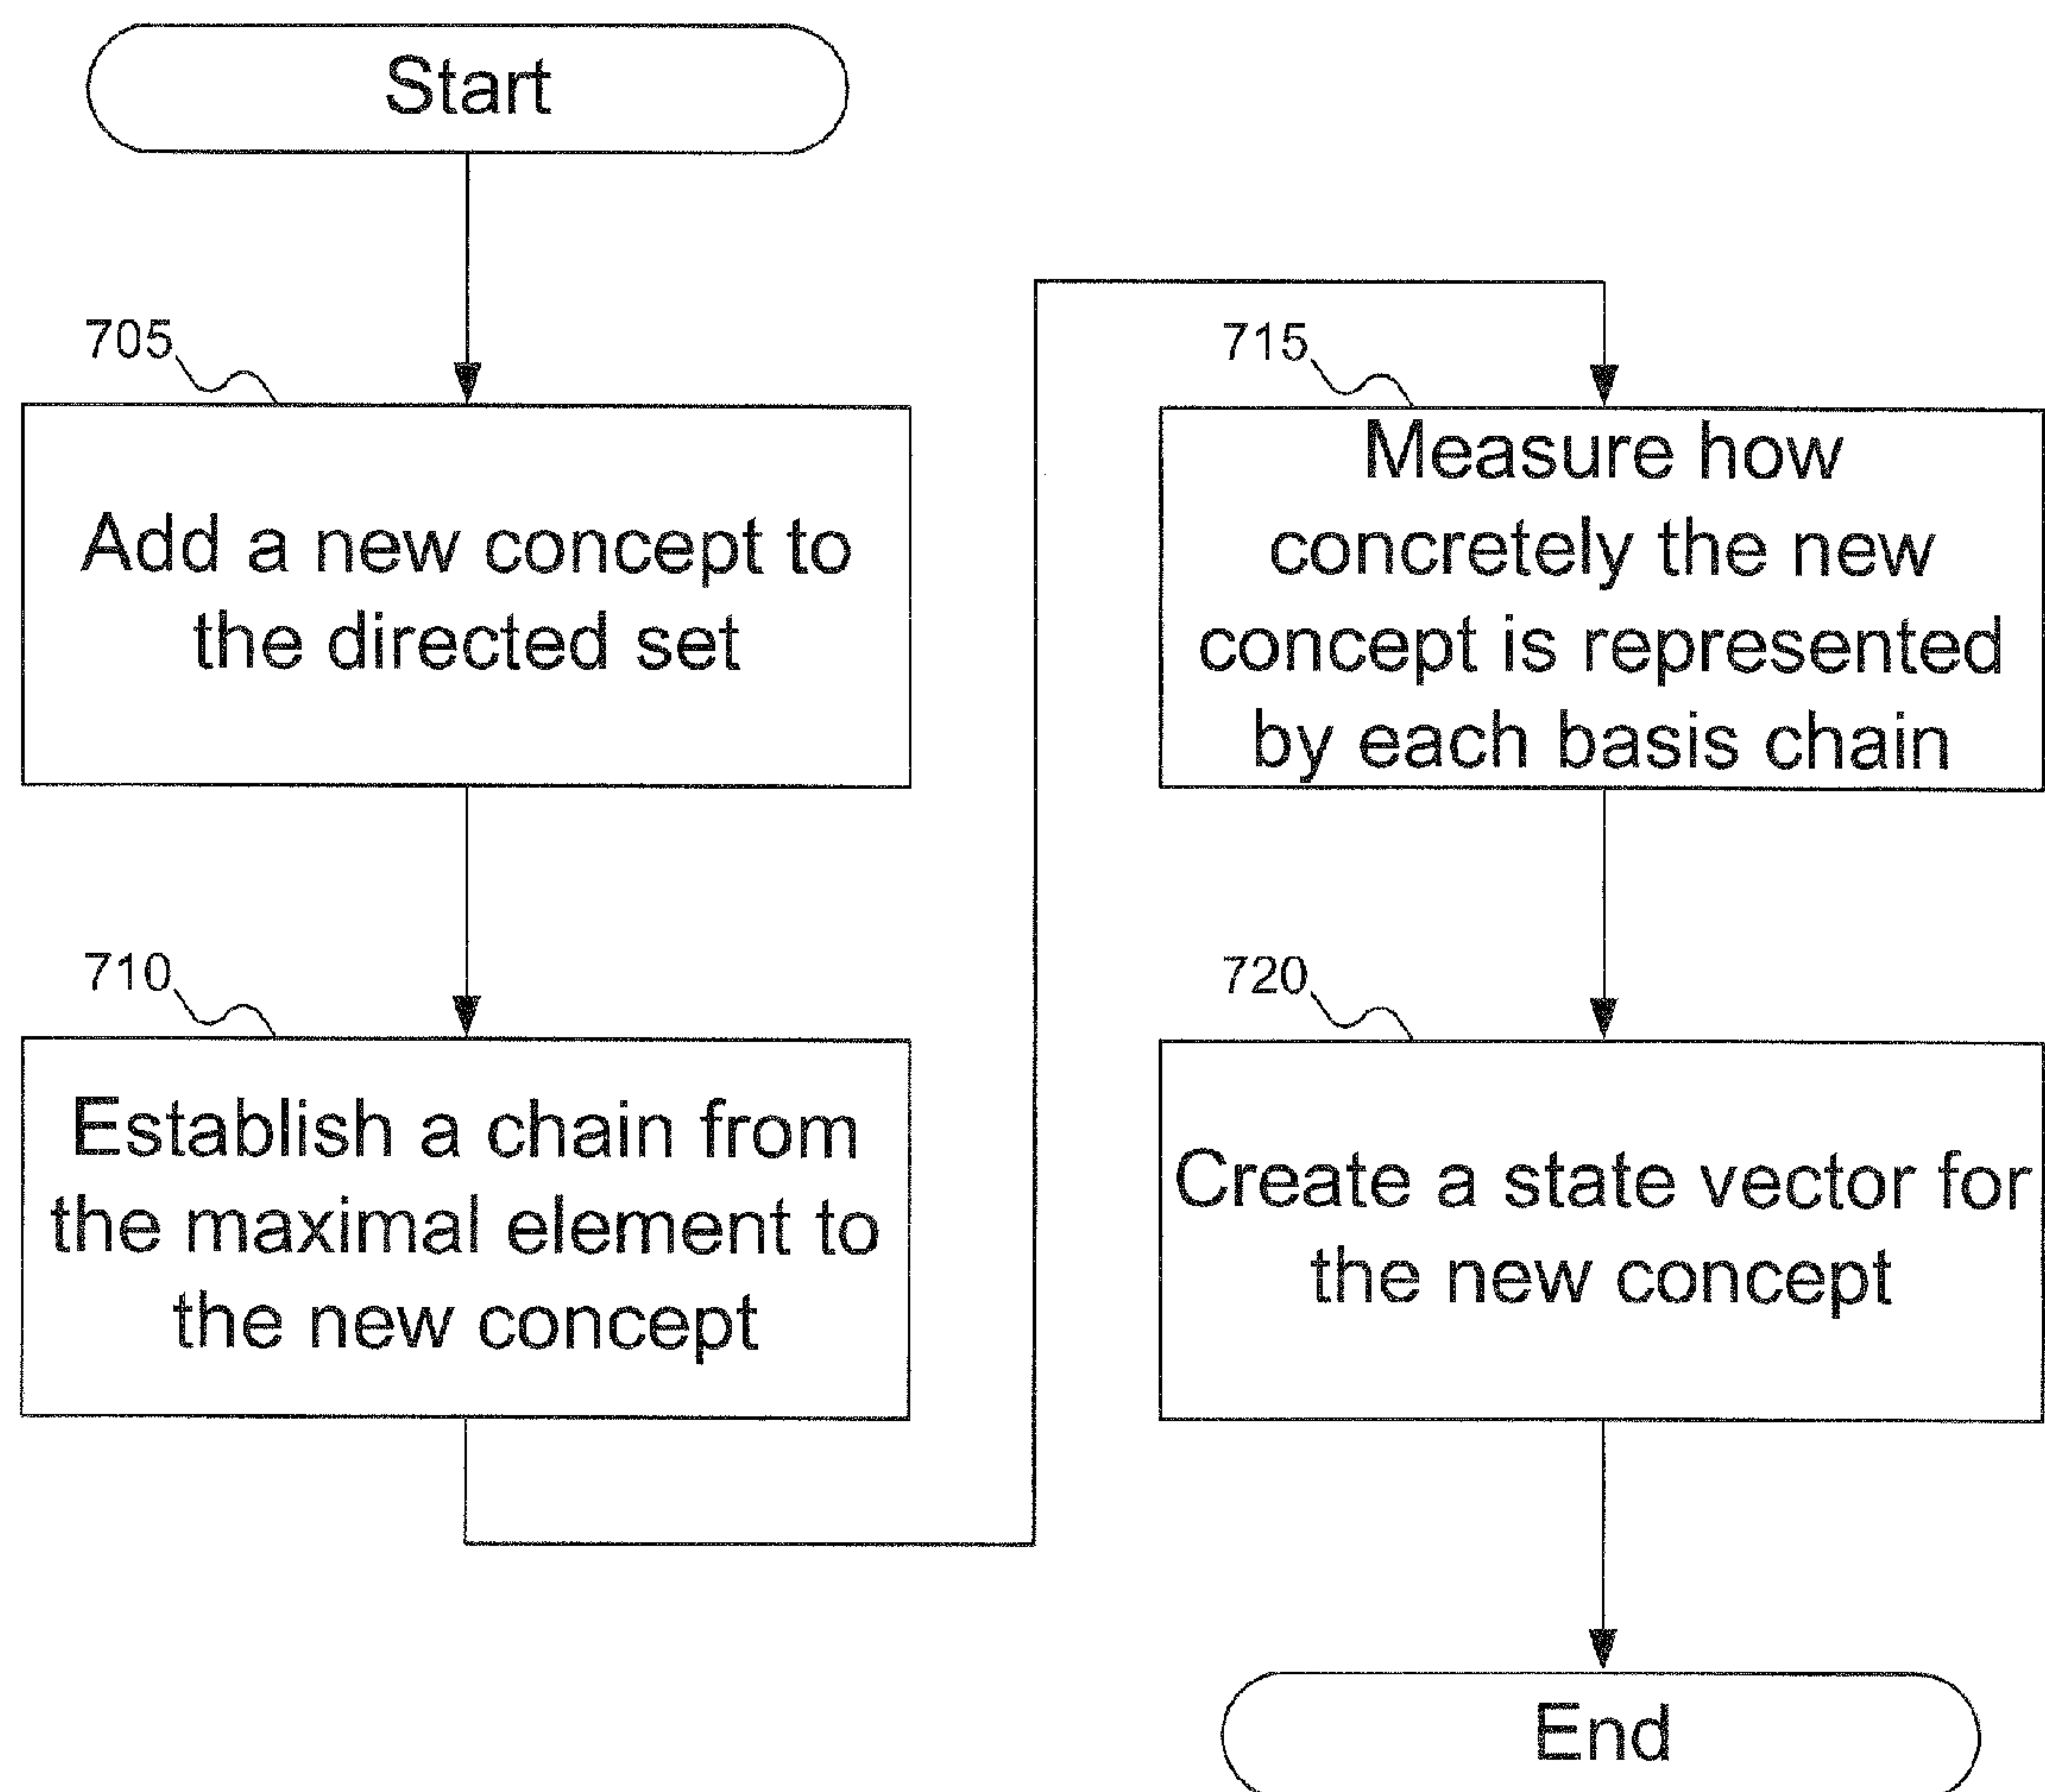 Start
705
Add a new concept to
the directed set
710
Establish a chain from
the maximal element to
the new concept
715
Measure how
concretely the new
concept is represented
by each basis chain
720
Create a state vector for
the new concept
End